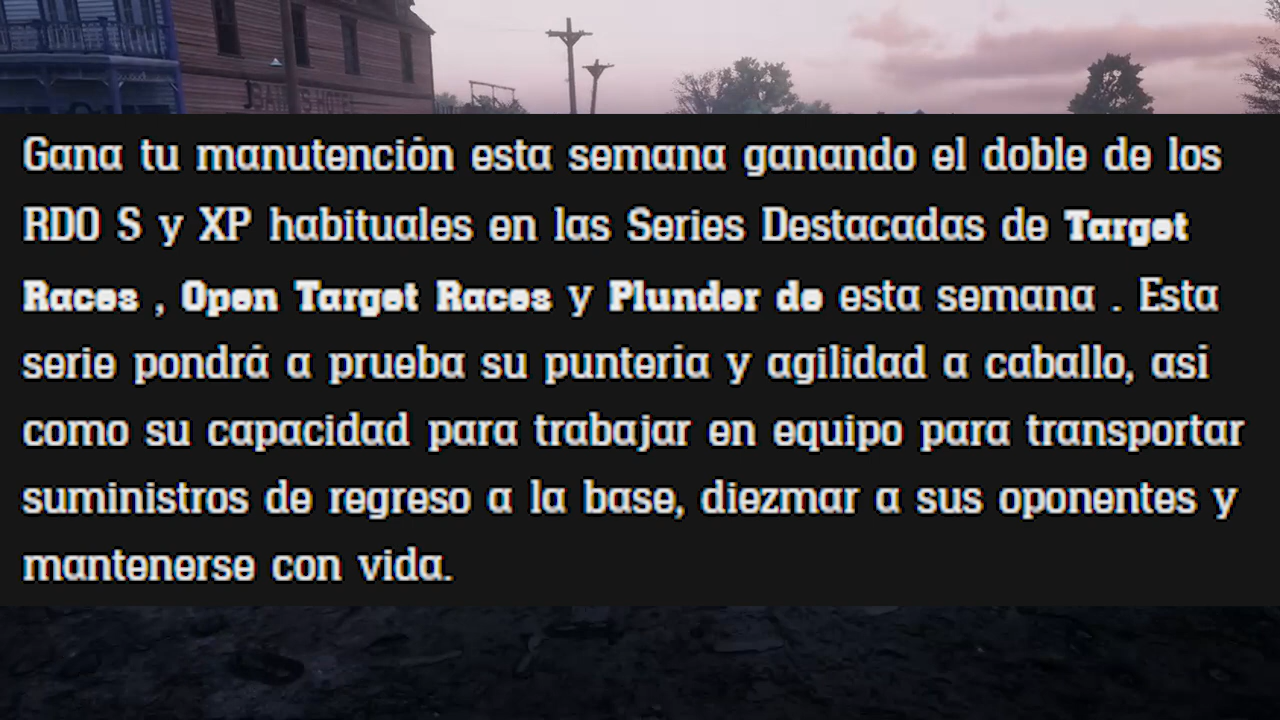 Gana tu manutención esta semana ganando el doble de los
RDO S y XP habituales en las Series Destacadas de Target
Races , Open Target Races y Plunder de esta semana . Esta
serie pondrá a prueba su puntería y agilidad a caballo, así
como su capacidad para trabajar en equipo para transportar
suministros de regreso a la base, diezmar a sus oponentes y
mantenerse con vida.